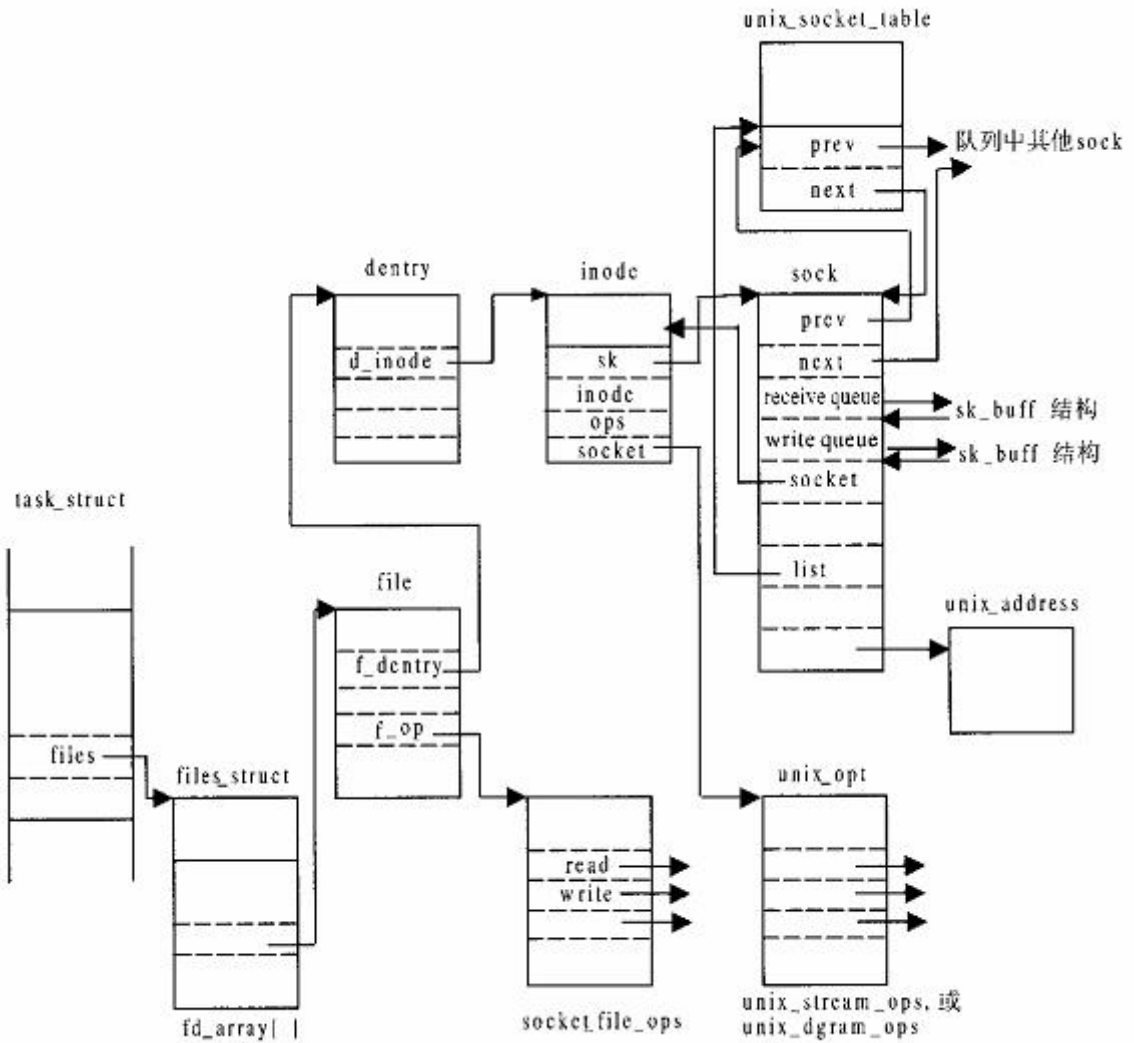 unix_socket_table
prev
队列中其他sock
next
dentry
inode
sock
prev
d_inode
sk
next
inode
receive queue
sk_buff 结构
ops
write queue
socket
sk_buff 结构
socket
task_struct
list
file
unix_address
f_dentry
f_op
files
files_struct
unix_opt
read
write
fd_array[ ]
socket_file_ops
unix_stream_ops, 或
unix_dgram_ops